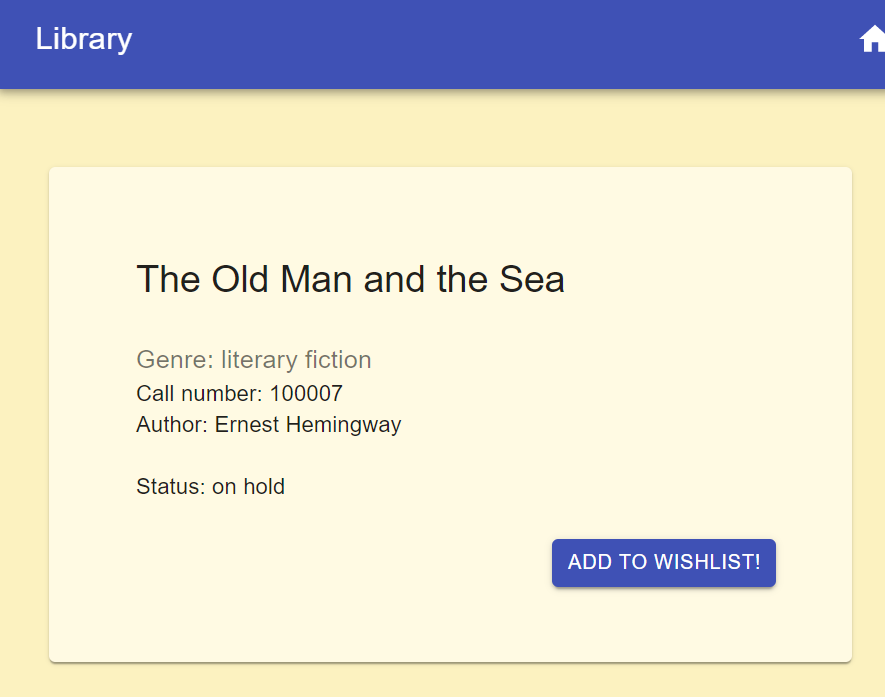 Library
The Old Man and the Sea
Genre: literary fiction
Call number: 100007
Author: Ernest Hemingway
Status: on hold
ADD TO WISHLIST!